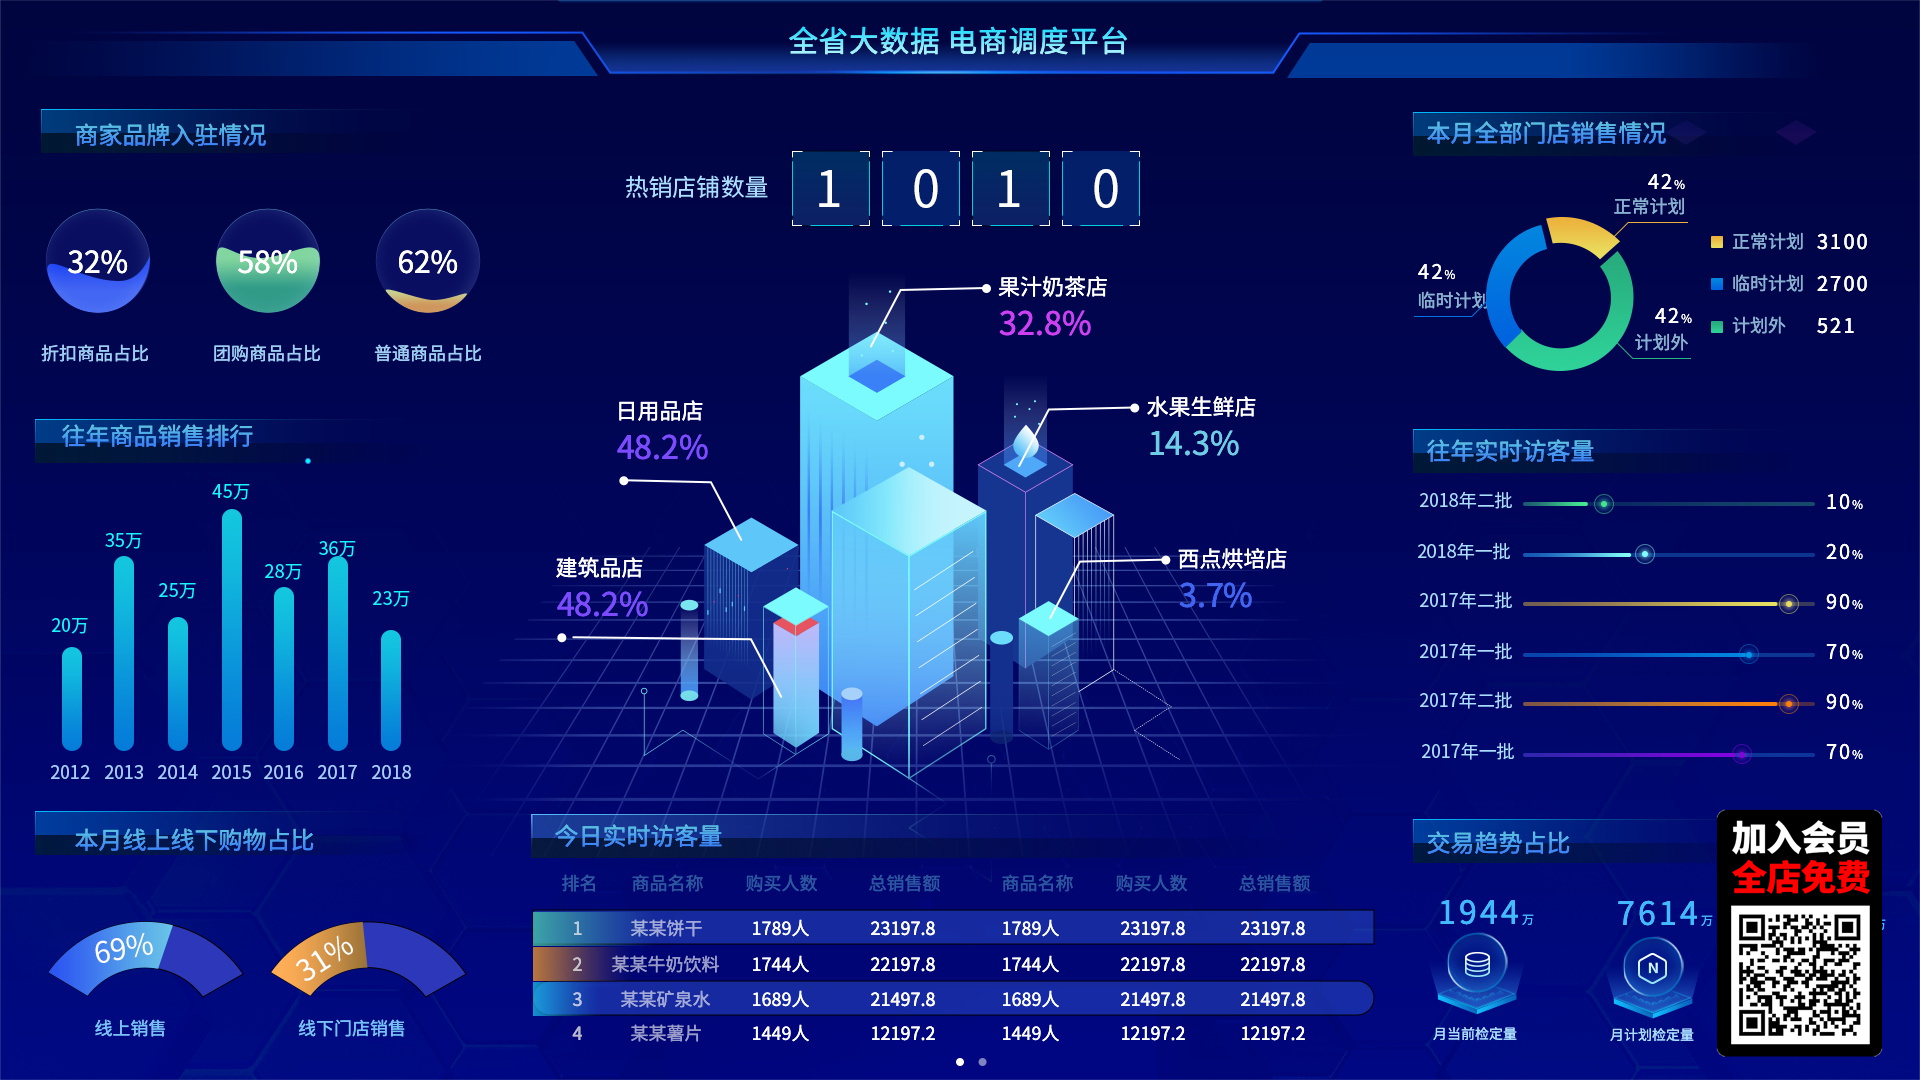 全省大数据 电商调度平台
商家品牌入驻情况
32%
58%
62%
折扣商品占比
团购商品占比
普通商品占比
往年商品销售排行
20万
35万
25万
45万
28万
36万
23万
2012
2013
2014
2015
2016
2017
2018
本月线上线下购物占比
69%
31%
线上销售
线下门店销售
热销店铺数量
1 0 1 0
果汁奶茶店
32.8%
日用品店
48.2%
水果生鲜店
14.3%
建筑品店
48.2%
西点烘培店
3.7%
今日实时访客量
排名 商品名称 购买人数 总销售额 商品名称 购买人数 总销售额
1 某某饼干 1789人 23197.8 1789人 23197.8 23197.8
2 某某牛奶饮料 1744人 22197.8 1744人 22197.8 22197.8
3 某某矿泉水 1689人 21497.8 1689人 21497.8 21497.8
4 某某薯片 1449人 12197.2 1449人 12197.2 12197.2
本月全部门店销售情况
42%
正常计划
42%
临时计划
42%
计划外
正常计划 3100
临时计划 2700
计划外 521
往年实时访客量
2018年二批 10%
2018年一批 20%
2017年二批 90%
2017年一批 70%
2017年二批 90%
2017年一批 70%
交易趋势占比
1944万
月当前检定量
7614万
N
月计划检定量
加入会员
全店免费